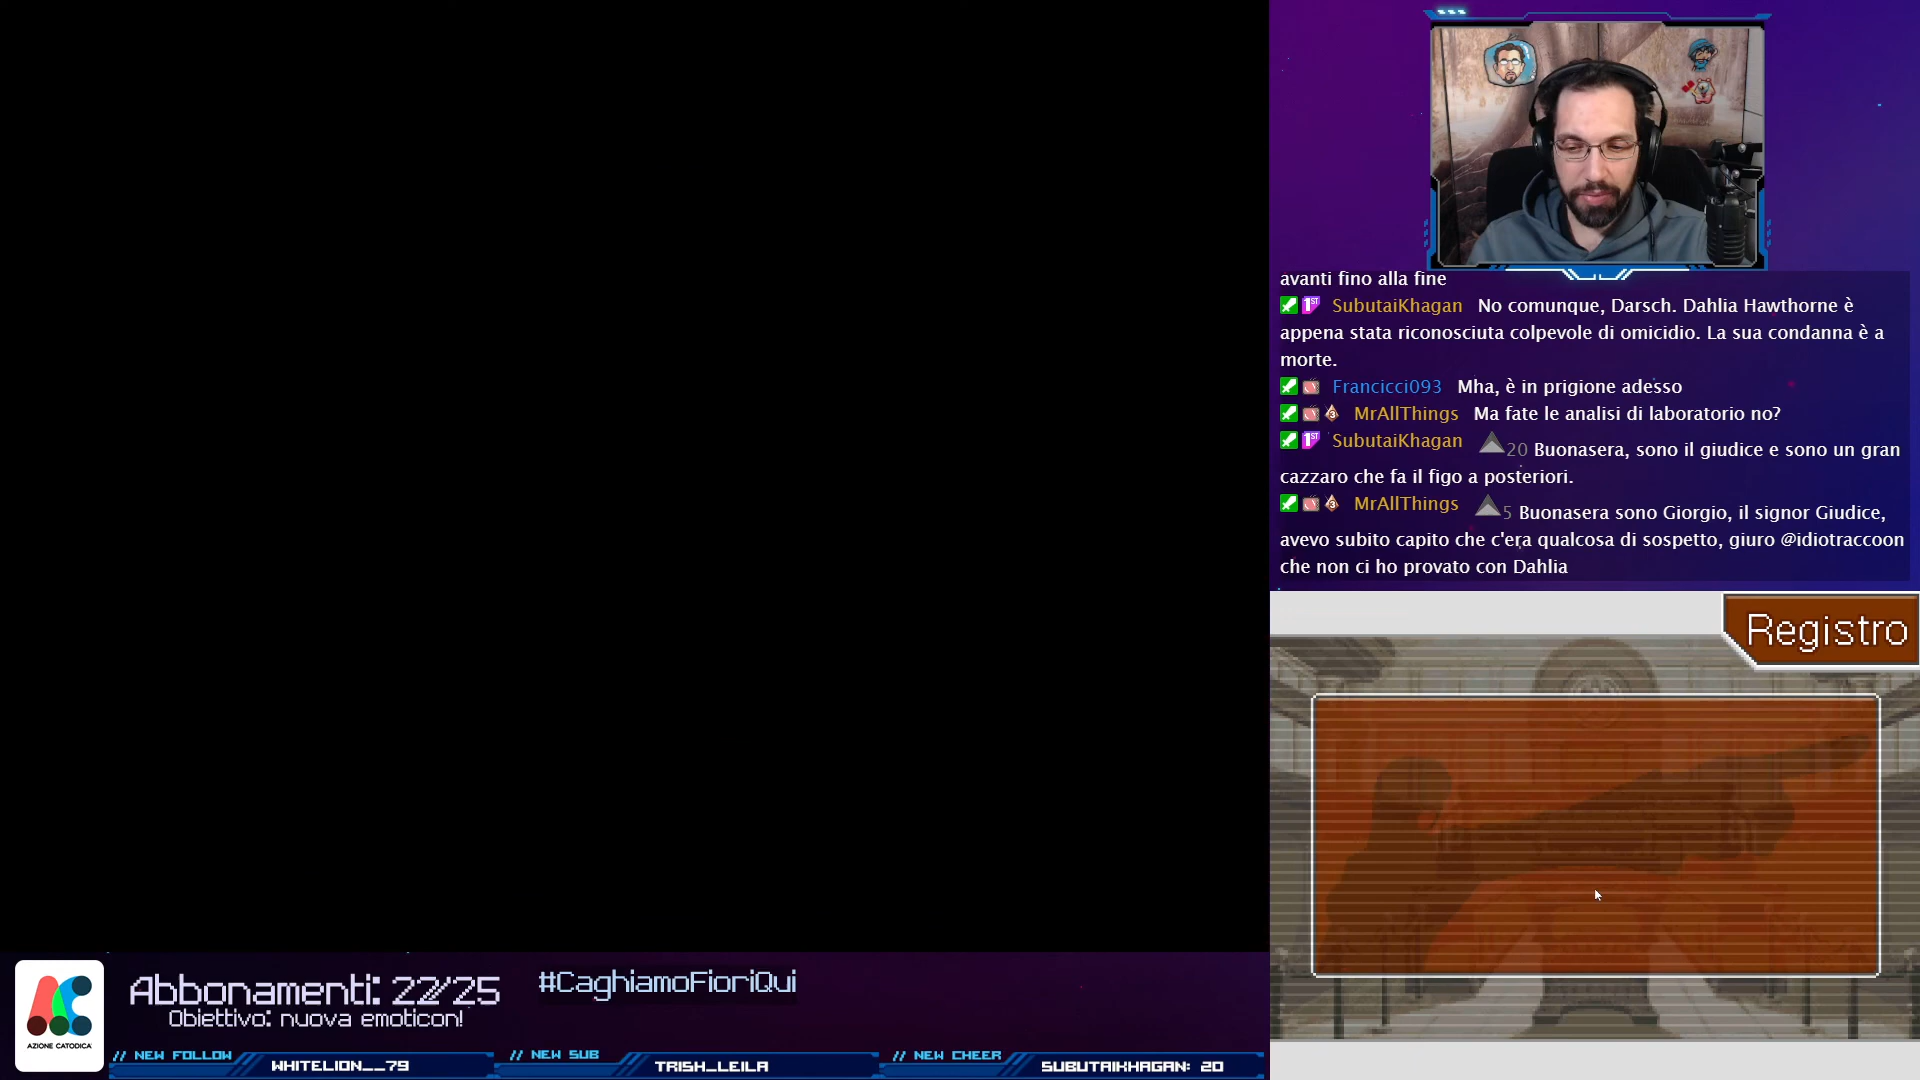 avanti fino alla fine
SubutaiKhagan No comunque, Darsch. Dahlia Hawthorne è
appena stata riconosciuta colpevole di omicidio. La sua condanna è a
morte.
Francicci093 Mha, è in prigione adesso
MrAllThings Ma fate le analisi di laboratorio no?
SubutaiKhagan 20 Buonasera, sono il giudice e sono un gran
cazzaro che fa il figo a posteriori.
MrAllThings 5 Buonasera sono Giorgio, il signor Giudice,
avevo subito capito che c'era qualcosa di sospetto, giuro @idiotraccoon
che non ci ho provato con Dahlia
Registro
AZIONE CATODICA
Abbonamenti: 22/25
Obiettivo: nuova emoticon!
#CaghiamoFioriQui
// NEW FOLLOW
WHITELION__79
// NEW SUB
TRISH_LEILA
// NEW CHEER
SUBUTAIKHAGAN: 20